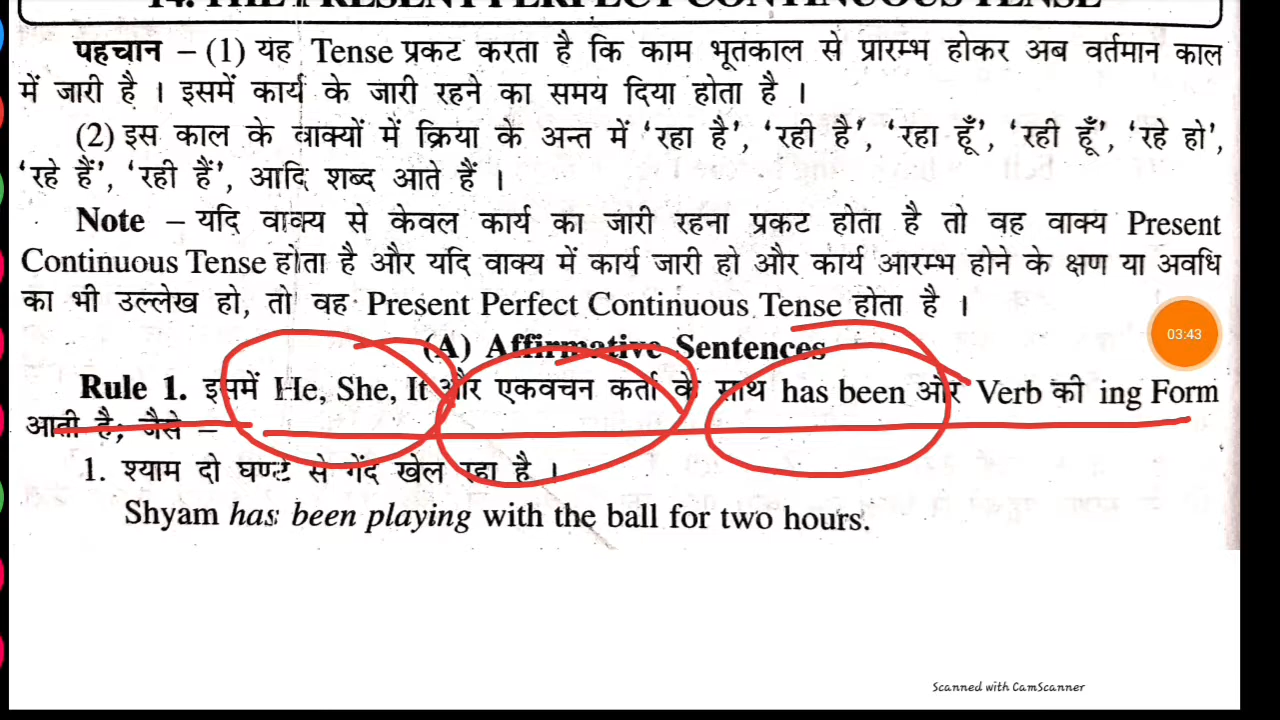 14. THE PRESENT PERFECT CONTINUOUS TENSE
पहचान – (1) यह Tense प्रकट करता है कि काम भूतकाल से प्रारम्भ होकर अब वर्तमान काल
में जारी है । इसमें कार्य के जारी रहने का समय दिया होता है ।
(2) इस काल के वाक्यों में क्रिया के अन्त में ‘रहा है’, ‘रही है’, ‘रहा हूँ’, ‘रही हूँ’, ‘रहे हो’,
‘रहे हैं’, ‘रही हैं’, आदि शब्द आते हैं ।
Note – यदि वाक्य से केवल कार्य का जारी रहना प्रकट होता है तो वह वाक्य Present
Continuous Tense होता है और यदि वाक्य में कार्य जारी हो और कार्य आरम्भ होने के क्षण या अवधि
का भी उल्लेख हो, तो वह Present Perfect Continuous Tense होता है ।
03:43
(A) Affirmative Sentences
Rule 1. इसमें He, She, It और एकवचन कर्ता के साथ has been और Verb की ing Form
आती है; जैसे –
1. श्याम दो घण्टे से गेंद खेल रहा है ।
Shyam has been playing with the ball for two hours.
Scanned with CamScanner